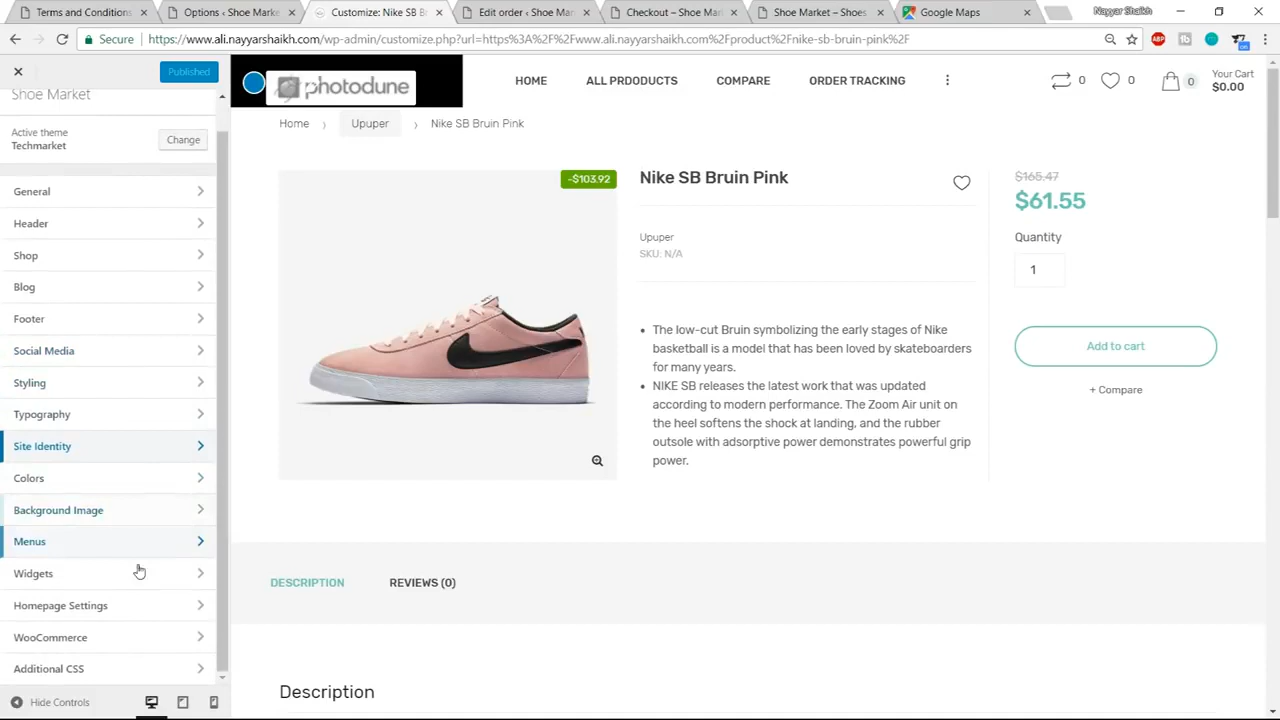 Terms and Conditions
Options ‹ Shoe Marke
Customize: Nike SB B
Edit order ‹ Shoe Mar
Checkout – Shoe Mar
Shoe Market – Shoes
Google Maps
Nayyar Shaikh
Secure
https://www.ali.nayyarshaikh.com/wp-admin/customize.php?url=https%3A%2F%2Fwww.ali.nayyarshaikh.com%2Fproduct%2Fnike-sb-bruin-pink%2F
ABP
on
Published
Shoe Market
Active theme
Techmarket
Change
General
Header
Shop
Blog
Footer
Social Media
Styling
Typography
Site Identity
Colors
Background Image
Menus
Widgets
Homepage Settings
WooCommerce
Additional CSS
Hide Controls
photodune
HOME
ALL PRDODUCTS
COMPARE
ORDER TRACKING
0
0
0
Your Cart
$0.00
Home
Upuper
Nike SB Bruin Pink
-$103.92
Nike SB Bruin Pink
Upuper
SKU: N/A
• The low-cut Bruin symbolizing the early stages of Nike
basketball is a model that has been loved by skateboarders
for many years.
• NIKE SB releases the latest work that was updated
according to modern performance. The Zoom Air unit on
the heel softens the shock at landing, and the rubber
outsole with adsorptive power demonstrates powerful grip
power.
$165.47
$61.55
Quantity
1
Add to cart
+ Compare
DESCRIPTION
REVIEWS (0)
Description